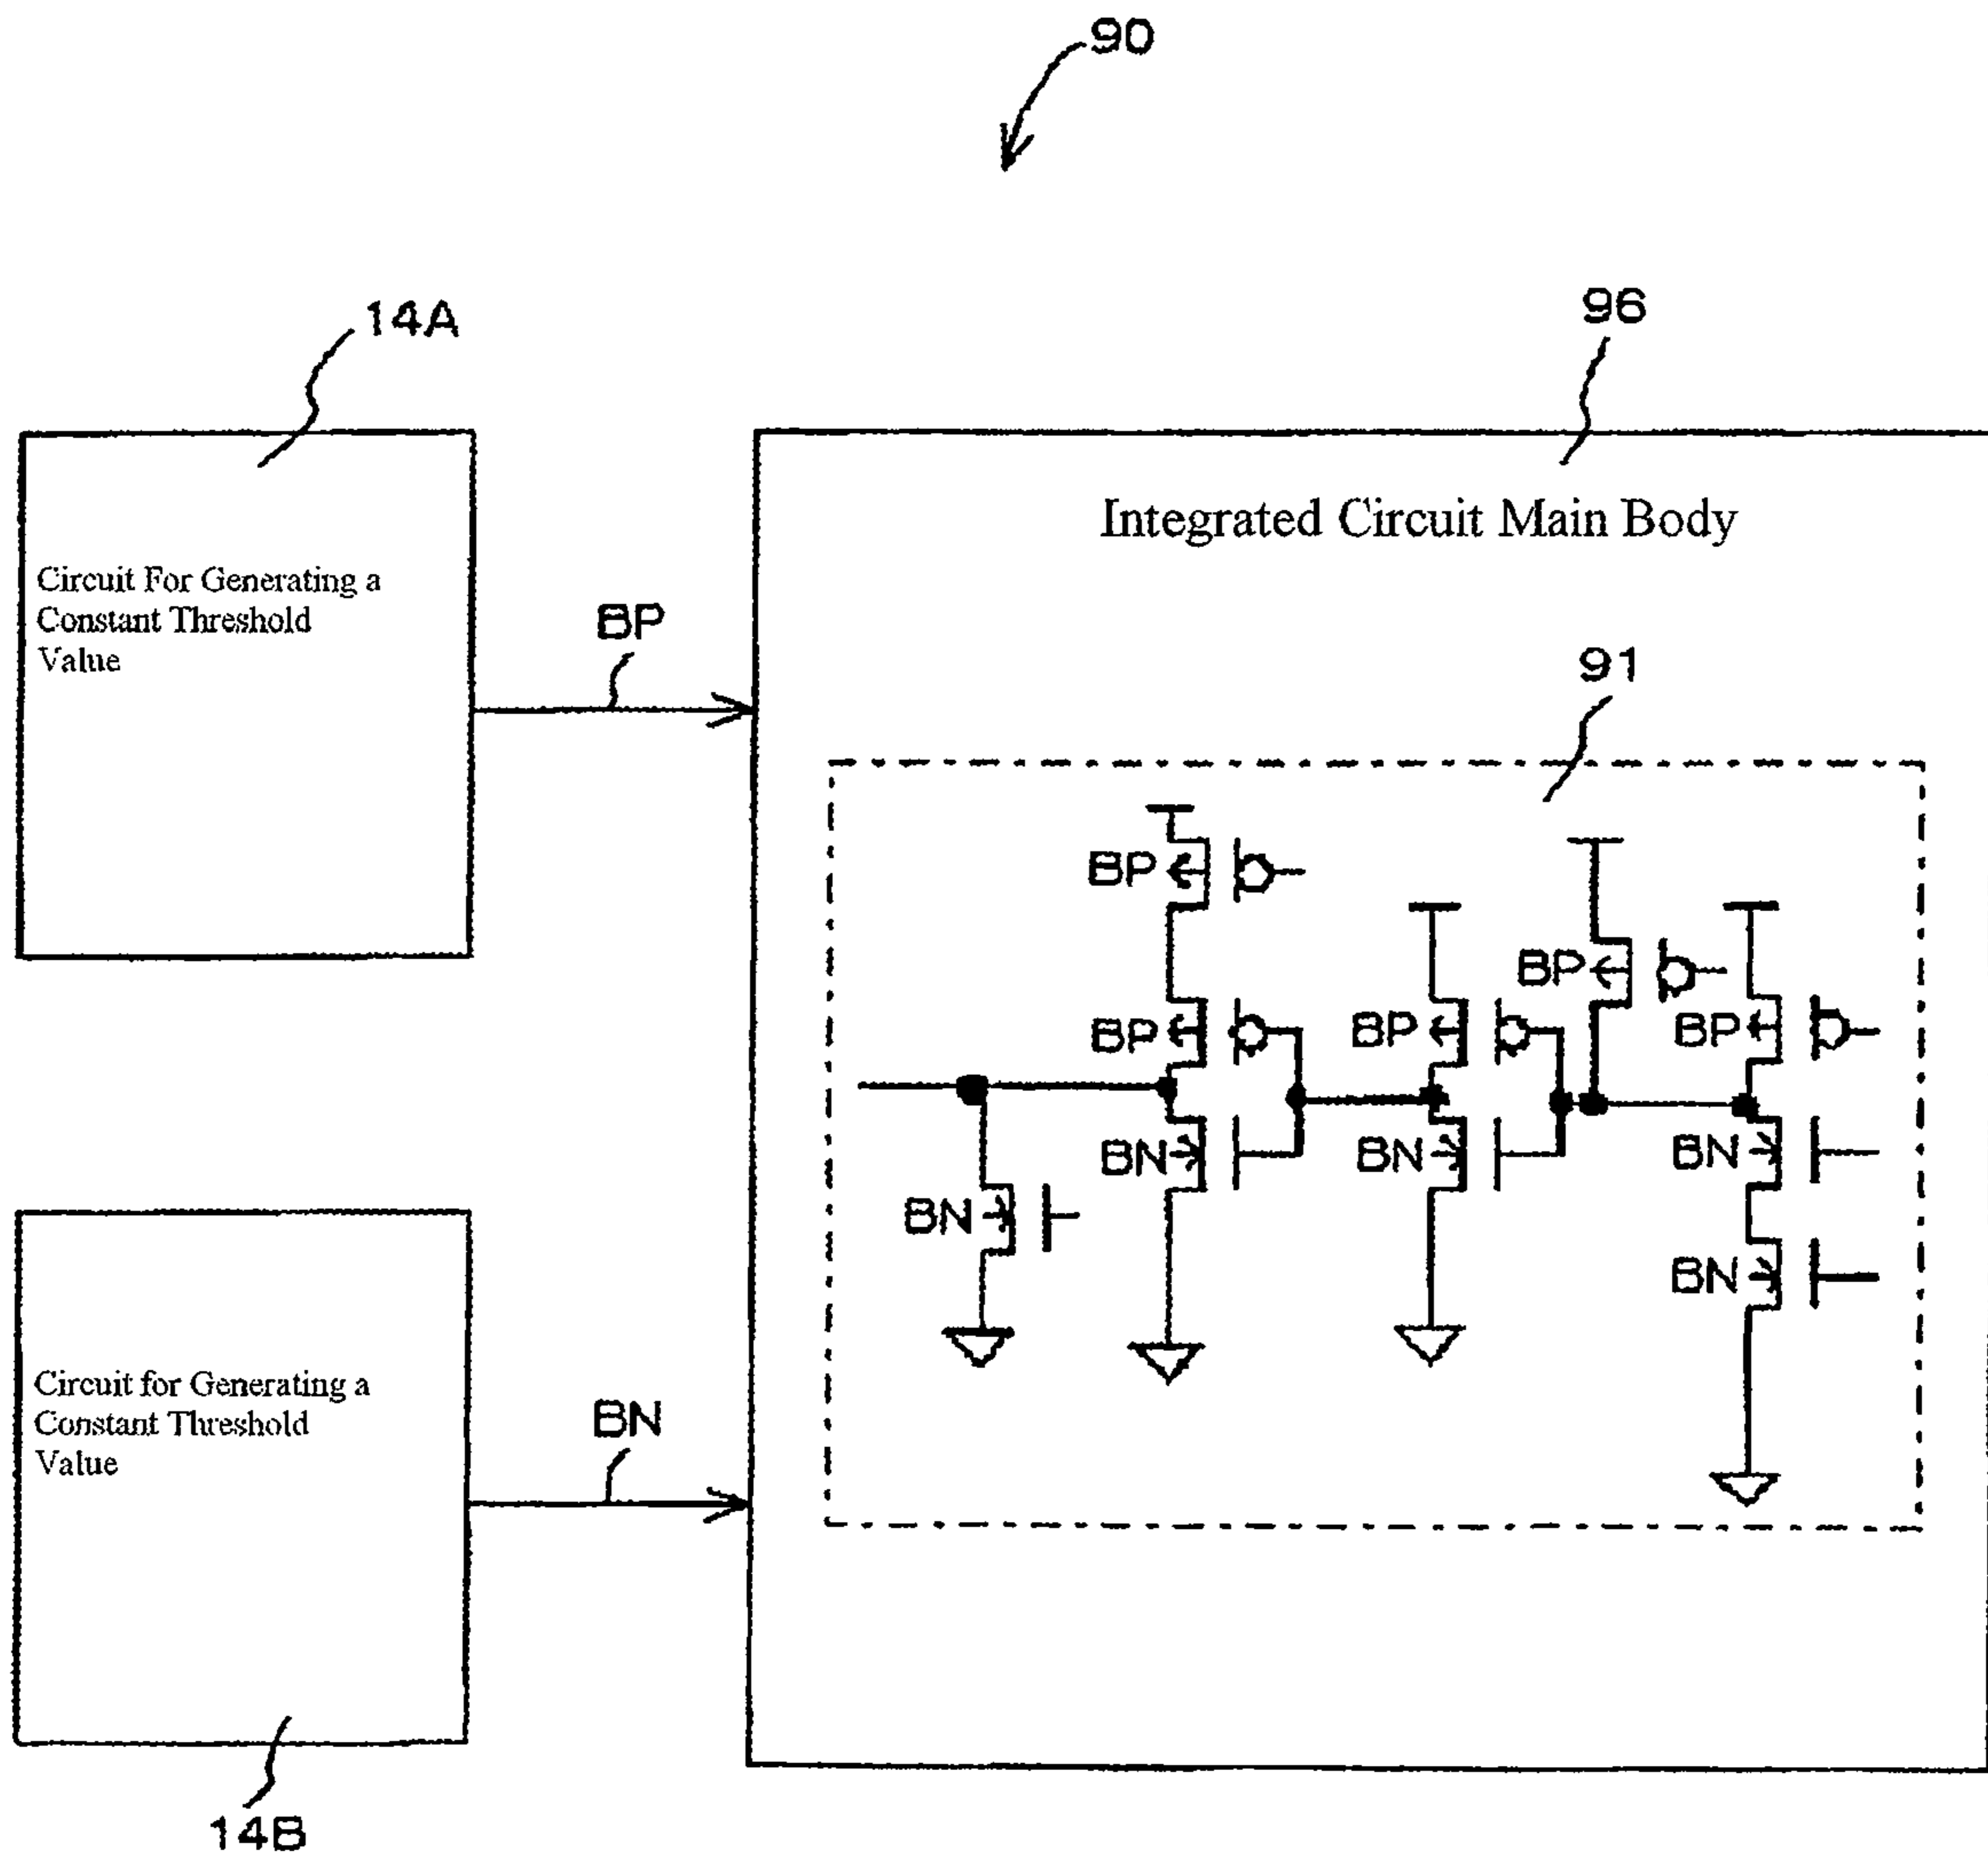 90
14A
96
Integrated Circuit Main Body
Circuit For Generating a
Constant Threshold
Value
BP
91
BP
BP
BP
BP
BP
BN
BN
BN
BN
BN
Circuit for Generating a
Constant Threshold
Value
BN
14B